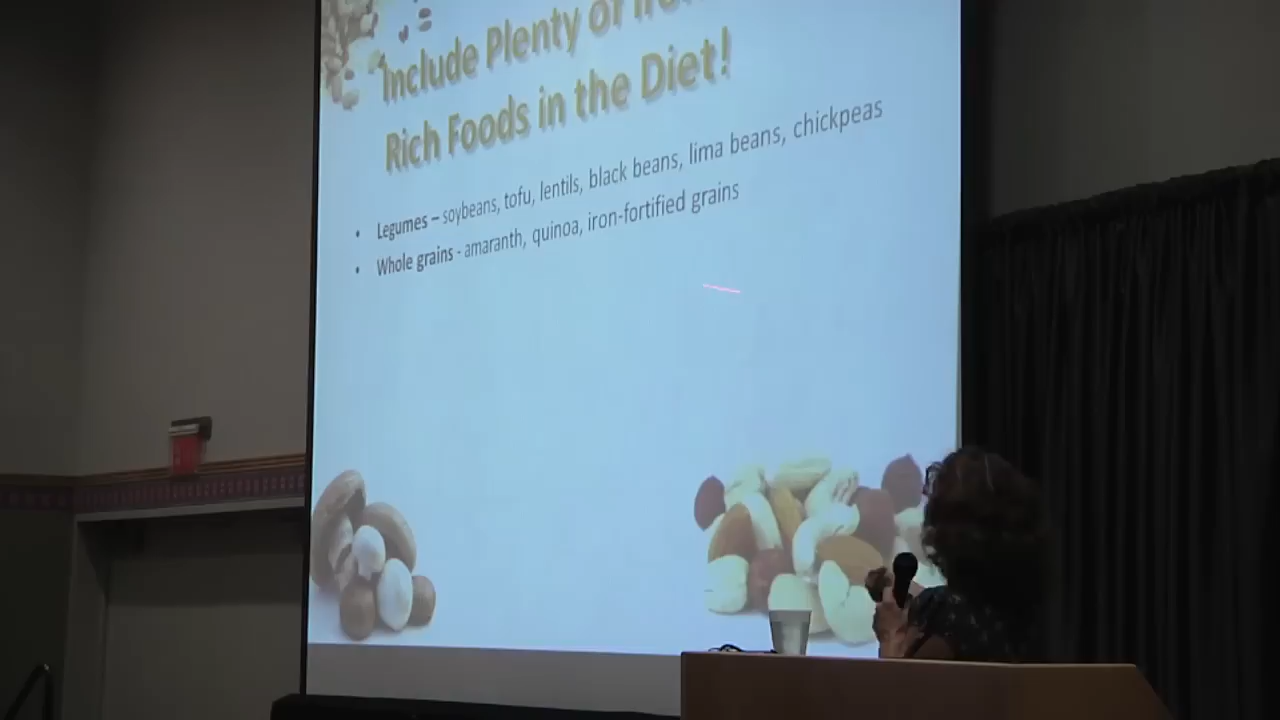 Include Plenty of Iron
Rich Foods in the Diet!
• Legumes – soybeans, tofu, lentils, black beans, lima beans, chickpeas
• Whole grains - amaranth, quinoa, iron-fortified grains